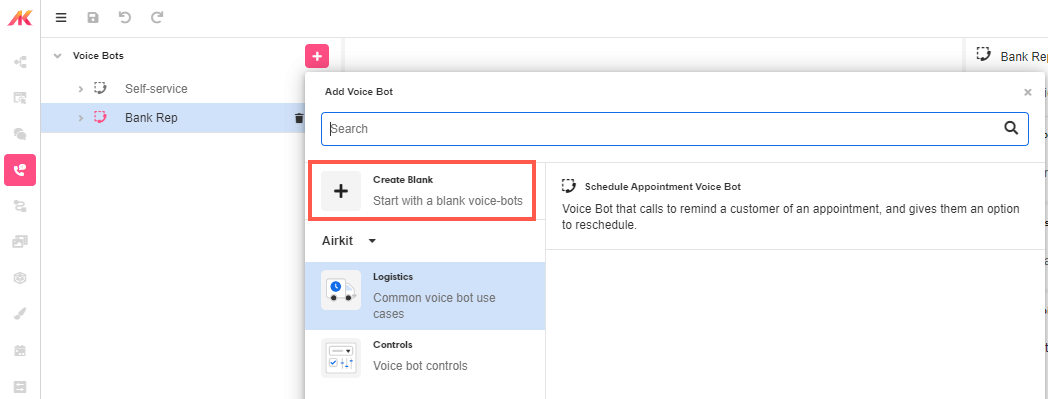 Voice Bots
Self-service
Bank Rep
Bank Rep
Add Voice Bot
Search
Create Blank
Start with a blank voice-bots
Airkit
Logistics
Common voice bot use
cases
Controls
Voice bot controls
Schedule Appointment Voice Bot
Voice Bot that calls to remind a customer of an appointment, and gives them an option
to reschedule.